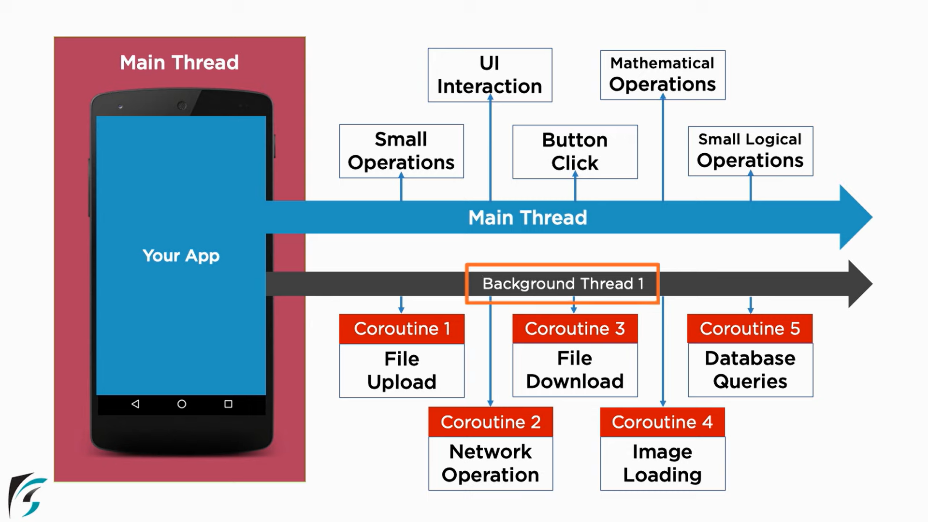 Main Thread
Your App
UI
Interaction
Mathematical
Operations
Small
Operations
Button
Click
Small Logical
Operations
Main Thread
Background Thread 1
Coroutine 1
File
Upload
Coroutine 3
File
Download
Coroutine 5
Database
Queries
Coroutine 2
Network
Operation
Coroutine 4
Image
Loading